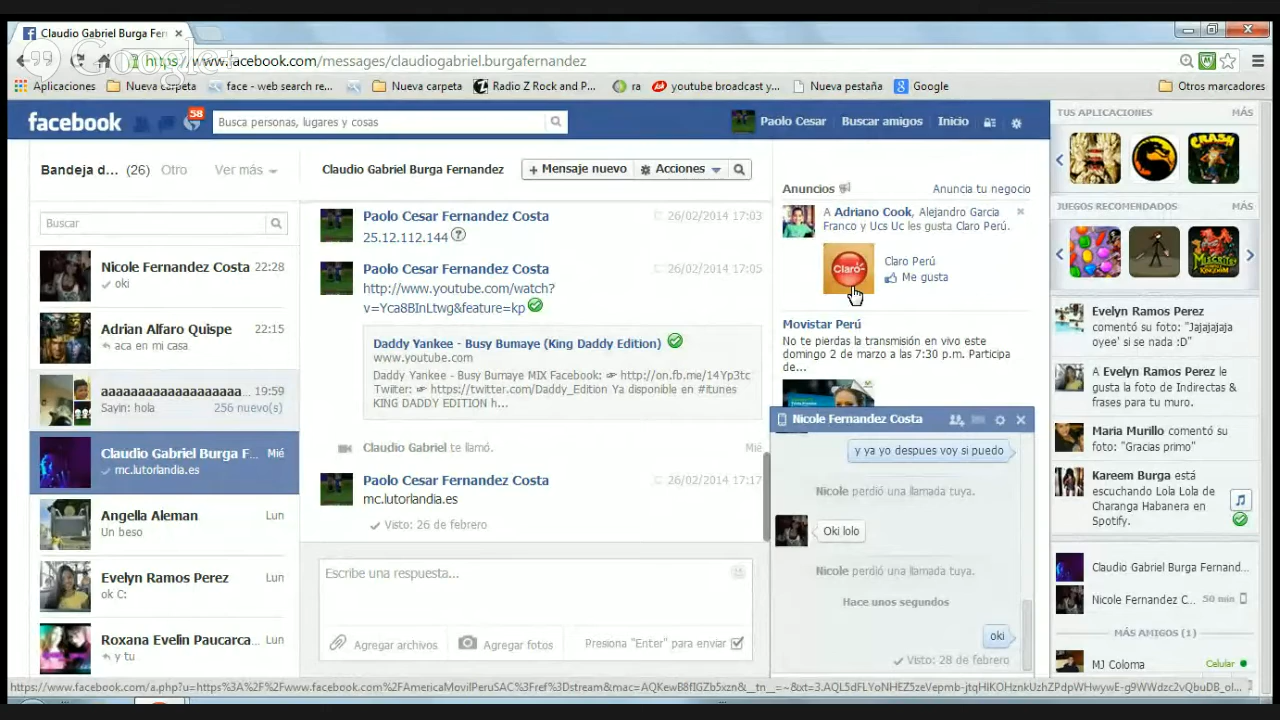 Claudio Gabriel Burga Fer
Google+
https://www.facebook.com/messages/claudiogabriel.burgafernandez
Aplicaciones
Nueva carpeta
face - web search re...
Nueva carpeta
Radio Z Rock and P...
ra
youtube broadcast y...
Nueva pestaña
Google
Otros marcadores
facebook
58
Busca personas, lugares y cosas
Paolo Cesar
Buscar amigos
Inicio
Bandeja d... (26)
Otro
Ver más
Buscar
Nicole Fernandez Costa 22:28
oki
Adrian Alfaro Quispe 22:15
aca en mi casa
aaaaaaaaaaaaaaaaaaa... 19:59
Sayin: hola 256 nuevo(s)
Claudio Gabriel Burga F... Mié
mc.lutorlandia.es
Angella Aleman Lun
Un beso
Evelyn Ramos Perez Lun
ok C:
Roxana Evelin Paucarca... Lun
y tu
Claudio Gabriel Burga Fernandez
+ Mensaje nuevo
Acciones
Paolo Cesar Fernandez Costa 26/02/2014 17:03
25.12.112.144 ?
Paolo Cesar Fernandez Costa 26/02/2014 17:05
http://www.youtube.com/watch?
v=Yca8BInLtwg&feature=kp
Daddy Yankee - Busy Bumaye (King Daddy Edition)
www.youtube.com
Daddy Yankee - Busy Bumaye MIX Facebook: ☞ http://on.fb.me/14Yp3tc
Twiter: ☞ https://twitter.com/Daddy_Edition Ya disponible en #itunes
KING DADDY EDITION h...
Claudio Gabriel te llamó. Mié
Paolo Cesar Fernandez Costa 26/02/2014 17:17
mc.lutorlandia.es
Visto: 26 de febrero
Escribe una respuesta...
Agregar archivos
Agregar fotos
Presiona "Enter" para enviar
Anuncios
Anuncia tu negocio
A Adriano Cook, Alejandro Garcia
Franco y Ucs Uc les gusta Claro Perú.
Claro
Claro Perú
Me gusta
Movistar Perú
No te pierdas la transmisión en vivo este
domingo 2 de marzo a las 7:30 p.m. Participa
de...
Nicole Fernandez Costa
y ya yo despues voy si puedo
Nicole perdió una llamada tuya.
Oki lolo
Nicole perdió una llamada tuya.
Hace unos segundos
oki
Visto: 28 de febrero
TUS APLICACIONES MÁS
CRASH
JUEGOS RECOMENDADOS MÁS
Evelyn Ramos Perez
comentó su foto: "Jajajajaja
oyee' si se nada :D"
A Evelyn Ramos Perez le
gusta la foto de Indirectas &
frases para tu muro.
Maria Murillo comentó su
foto: "Gracias primo"
Kareem Burga está
escuchando Lola Lola de
Charanga Habanera en
Spotify.
Claudio Gabriel Burga Fernand...
Nicole Fernandez C... 50 min
MÁS AMIGOS (1)
MJ Coloma Celular